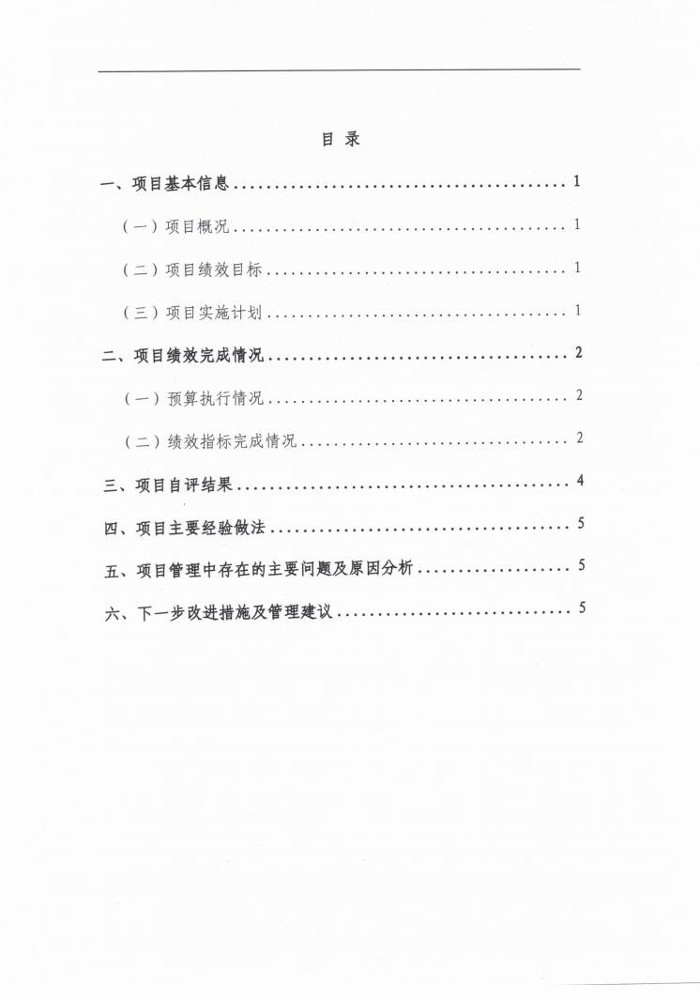 目 录
一、项目基本信息........................................ 1
（一）项目概况........................................ 1
（二）项目绩效目标.................................... 1
（三）项目实施计划.................................... 1
二、项目绩效完成情况.................................... 2
（一）预算执行情况.................................... 2
（二）绩效指标完成情况................................ 2
三、项目自评结果........................................ 4
四、项目主要经验做法.................................... 5
五、项目管理中存在的主要问题及原因分析................... 5
六、下一步改进措施及管理建议............................ 5